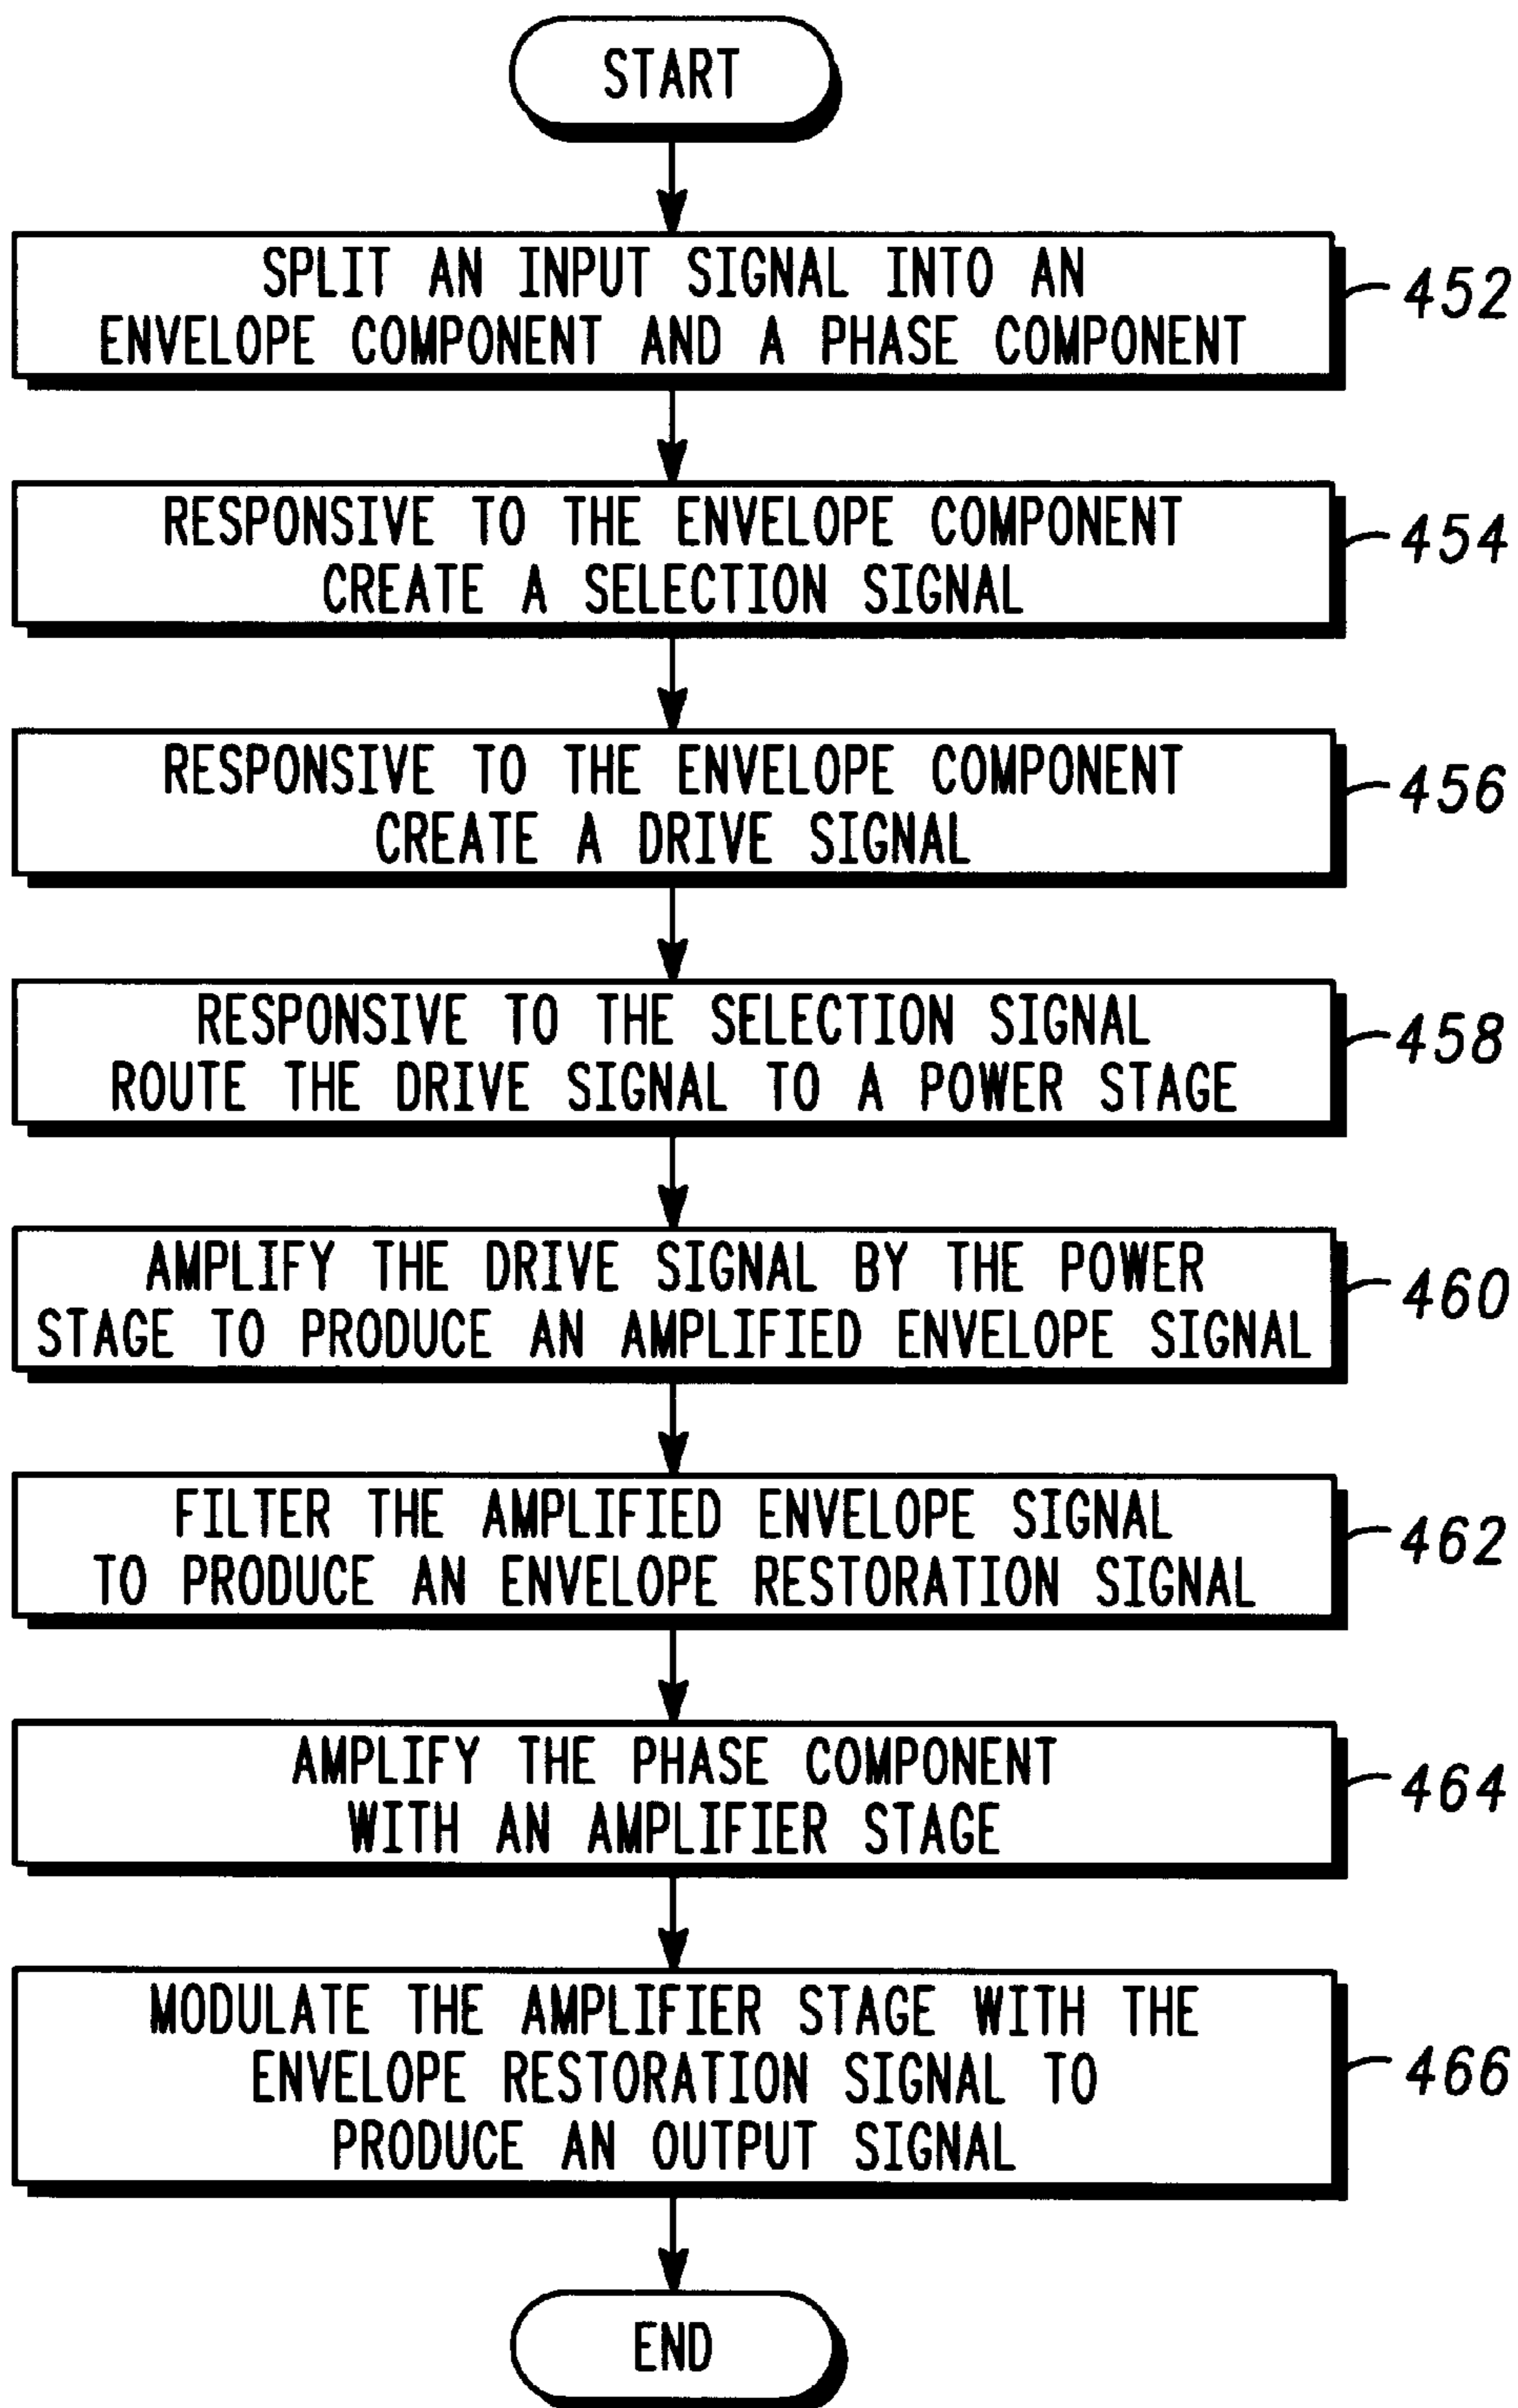 START
SPLIT AN INPUT SIGNAL INTO AN
ENVELOPE COMPONENT AND A PHASE COMPONENT
452
RESPONSIVE TO THE ENVELOPE COMPONENT
CREATE A SELECTION SIGNAL
454
RESPONSIVE TO THE ENVELOPE COMPONENT
CREATE A DRIVE SIGNAL
456
RESPONSIVE TO THE SELECTION SIGNAL
ROUTE THE DRIVE SIGNAL TO A POWER STAGE
458
AMPLIFY THE DRIVE SIGNAL BY THE POWER
STAGE TO PRODUCE AN AMPLIFIED ENVELOPE SIGNAL
460
FILTER THE AMPLIFIED ENVELOPE SIGNAL
TO PRODUCE AN ENVELOPE RESTORATION SIGNAL
462
AMPLIFY THE PHASE COMPONENT
WITH AN AMPLIFIER STAGE
464
MODULATE THE AMPLIFIER STAGE WITH THE
ENVELOPE RESTORATION SIGNAL TO
PRODUCE AN OUTPUT SIGNAL
466
END